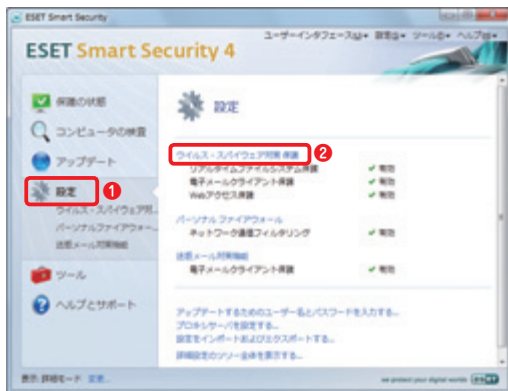 ESET Smart Security
ユーザーインタフェース(U)▾ 設定(S)▾ ツール(O)▾ ヘルプ(H)▾
ESET Smart Security 4
保護の状態
コンピュータの検査
アップデート
設定 1
ウイルス・スパイウェア対...
パーソナルファイアウォー...
迷惑メール対策機能
ツール
ヘルプとサポート
表示: 詳細モード 変更...
設定
ウイルス・スパイウェア対策 保護 2
リアルタイムファイルシステム保護 有効
電子メールクライアント保護 有効
Webアクセス保護 有効
パーソナル ファイアウォール
ネットワーク通信フィルタリング 有効
迷惑メール対策機能
電子メールクライアント保護 有効
アップデートするためのユーザー名とパスワードを入力する...
プロキシサーバを設定する...
設定をインポートおよびエクスポートする...
詳細設定のツリー全体を表示する...
we protect your digital worlds eset